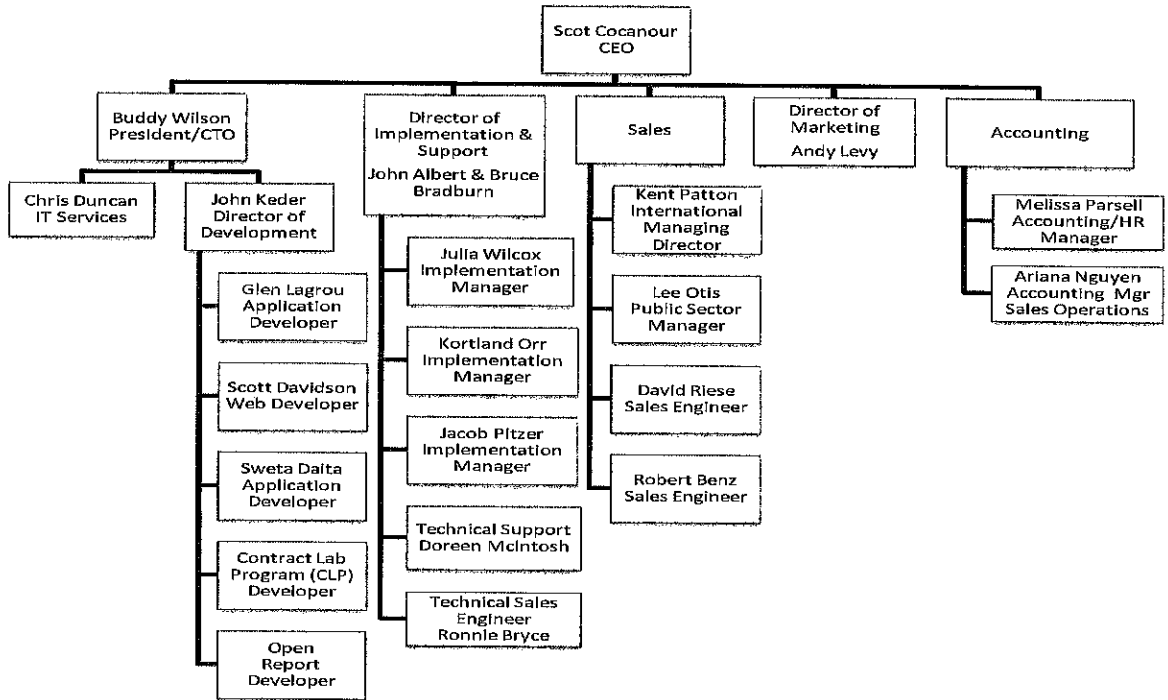 Scot Cocanour
CEO
Buddy Wilson
President/CTO
Chris Duncan
IT Services
John Keder
Director of
Development
Glen Lagrou
Application
Developer
Scott Davidson
Web Developer
Sweta Daita
Application
Developer
Contract Lab
Program (CLP)
Developer
Open
Report
Developer
Director of
Implementation &
Support
John Albert & Bruce
Bradburn
Julia Wilcox
Implementation
Manager
Kortland Orr
Implementation
Manager
Jacob Pitzer
Implementation
Manager
Technical Support
Doreen McIntosh
Technical Sales
Engineer
Ronnie Bryce
Sales
Kent Patton
International
Managing
Director
Lee Otis
Public Sector
Manager
David Riese
Sales Engineer
Robert Benz
Sales Engineer
Director of
Marketing
Andy Levy
Accounting
Melissa Parsell
Accounting/HR
Manager
Ariana Nguyen
Accounting Mgr
Sales Operations